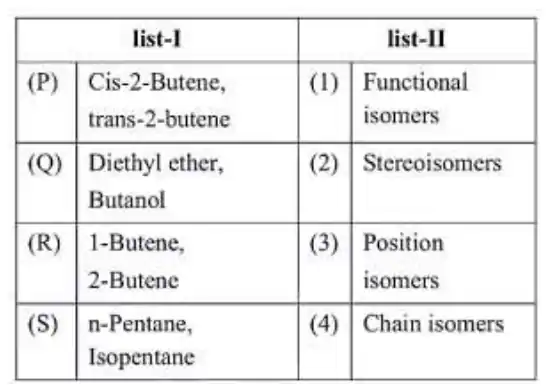 list-I list-II
(P) Cis-2-Butene, (1) Functional
trans-2-butene isomers
(Q) Diethyl ether, (2) Stereoisomers
Butanol
(R) 1-Butene, (3) Position
2-Butene isomers
(S) n-Pentane, (4) Chain isomers
Isopentane